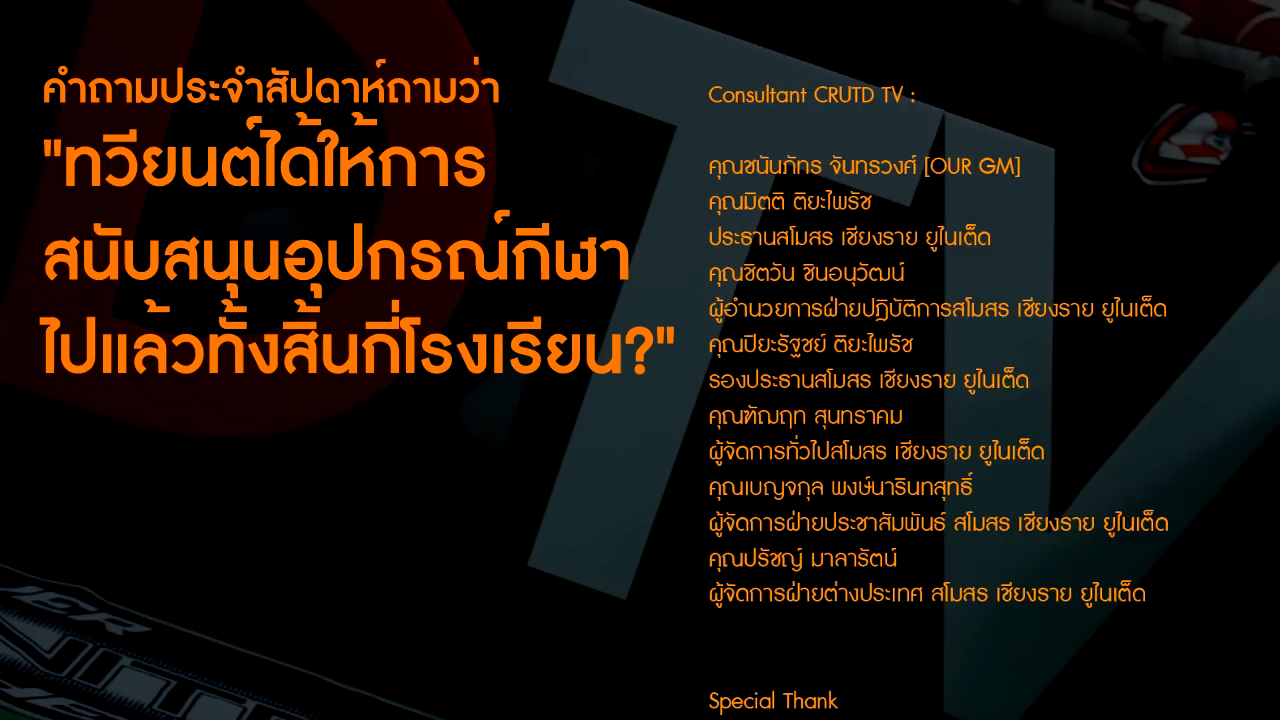 คำถามประจำสัปดาห์ถามว่า
"ทวียนต์ได้ให้การ
สนับสนุนอุปกรณ์กีฬา
ไปแล้วทั้งสิ้นกี่โรงเรียน?"
Consultant CRUTD TV :
คุณชนันภัทร จันทรวงศ์ [OUR GM]
คุณมิตติ ติยะไพรัช
ประธานสโมสร เชียงราย ยูไนเต็ด
คุณชิตวัน ชินอนุวัฒน์
ผู้อำนวยการฝ่ายปฏิบัติการสโมสร เชียงราย ยูไนเต็ด
คุณปิยะรัฐชย์ ติยะไพรัช
รองประธานสโมสร เชียงราย ยูไนเต็ด
คุณฑัณฤท สุนทราคม
ผู้จัดการทั่วไปสโมสร เชียงราย ยูไนเต็ด
คุณเบญจกุล พงษ์นารินทสุทธิ์
ผู้จัดการฝ่ายประชาสัมพันธ์ สโมสร เชียงราย ยูไนเต็ด
คุณปรัชญ์ มาลารัตน์
ผู้จัดการฝ่ายต่างประเทศ สโมสร เชียงราย ยูไนเต็ด
Special Thank